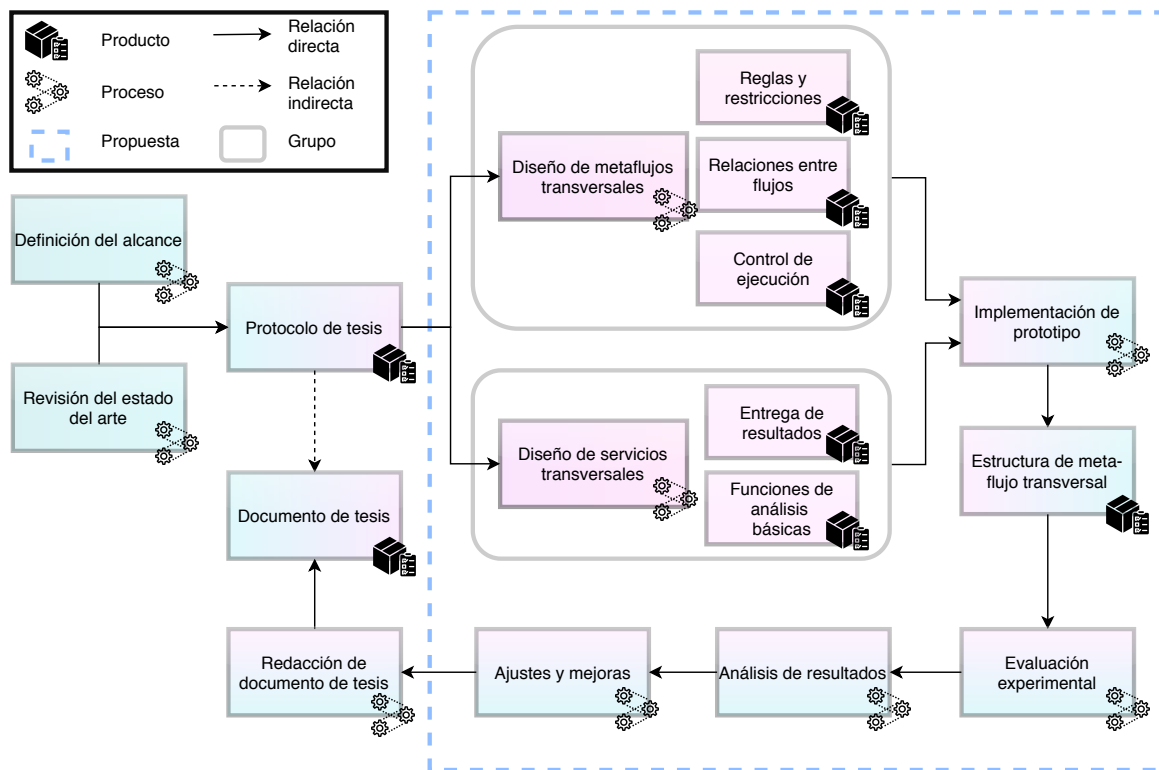 Producto
Relación
directa
Proceso
Relación
indirecta
Propuesta
Grupo
Definición del alcance
Revisión del estado
del arte
Protocolo de tesis
Documento de tesis
Redacción de
documento de tesis
Diseño de metaflujos
transversales
Reglas y
restricciones
Relaciones entre
flujos
Control de
ejecución
Diseño de servicios
transversales
Entrega de
resultados
Funciones de
análisis
básicas
Implementación de
prototipo
Estructura de meta-
flujo transversal
Evaluación
experimental
Análisis de resultados
Ajustes y mejoras